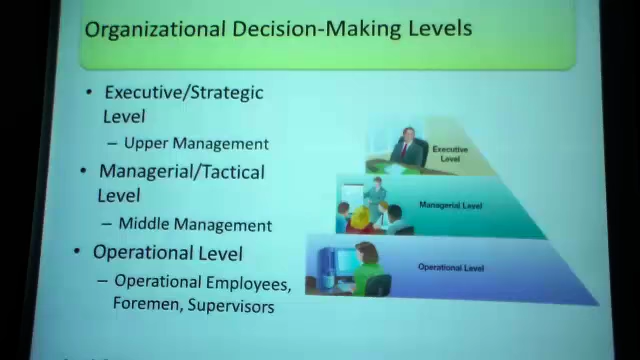 Organizational Decision-Making Levels
• Executive/Strategic
Level
– Upper Management
• Managerial/Tactical
Level
– Middle Management
• Operational Level
– Operational Employees,
Foremen, Supervisors
Executive
Level
Managerial Level
Operational Level